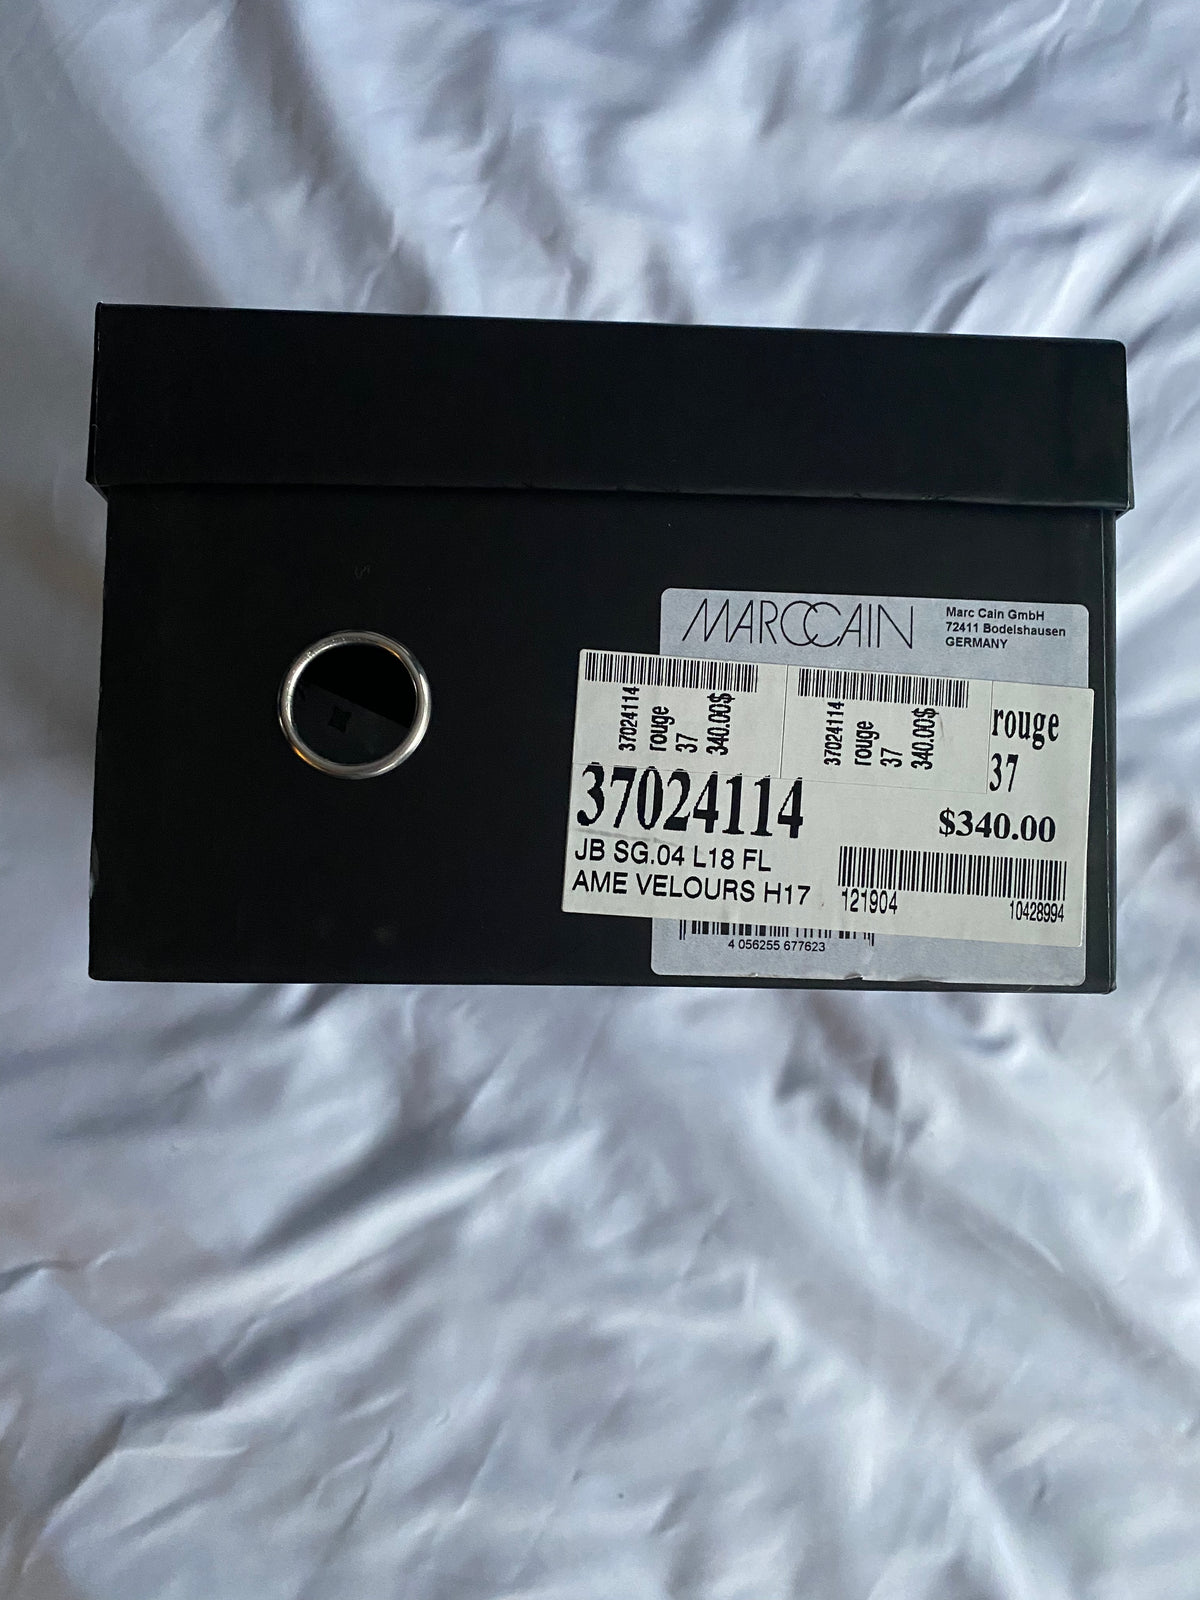 MARCCAIN
Marc Cain GmbH
72411 Bodelshausen
GERMANY
37024114
rouge
37
340.00$
37024114
rouge
37
340.00$
rouge
37
37024114
$340.00
JB SG.04 L18 FL
AME VELOURS H17
121904
10428994
4 056255 677623